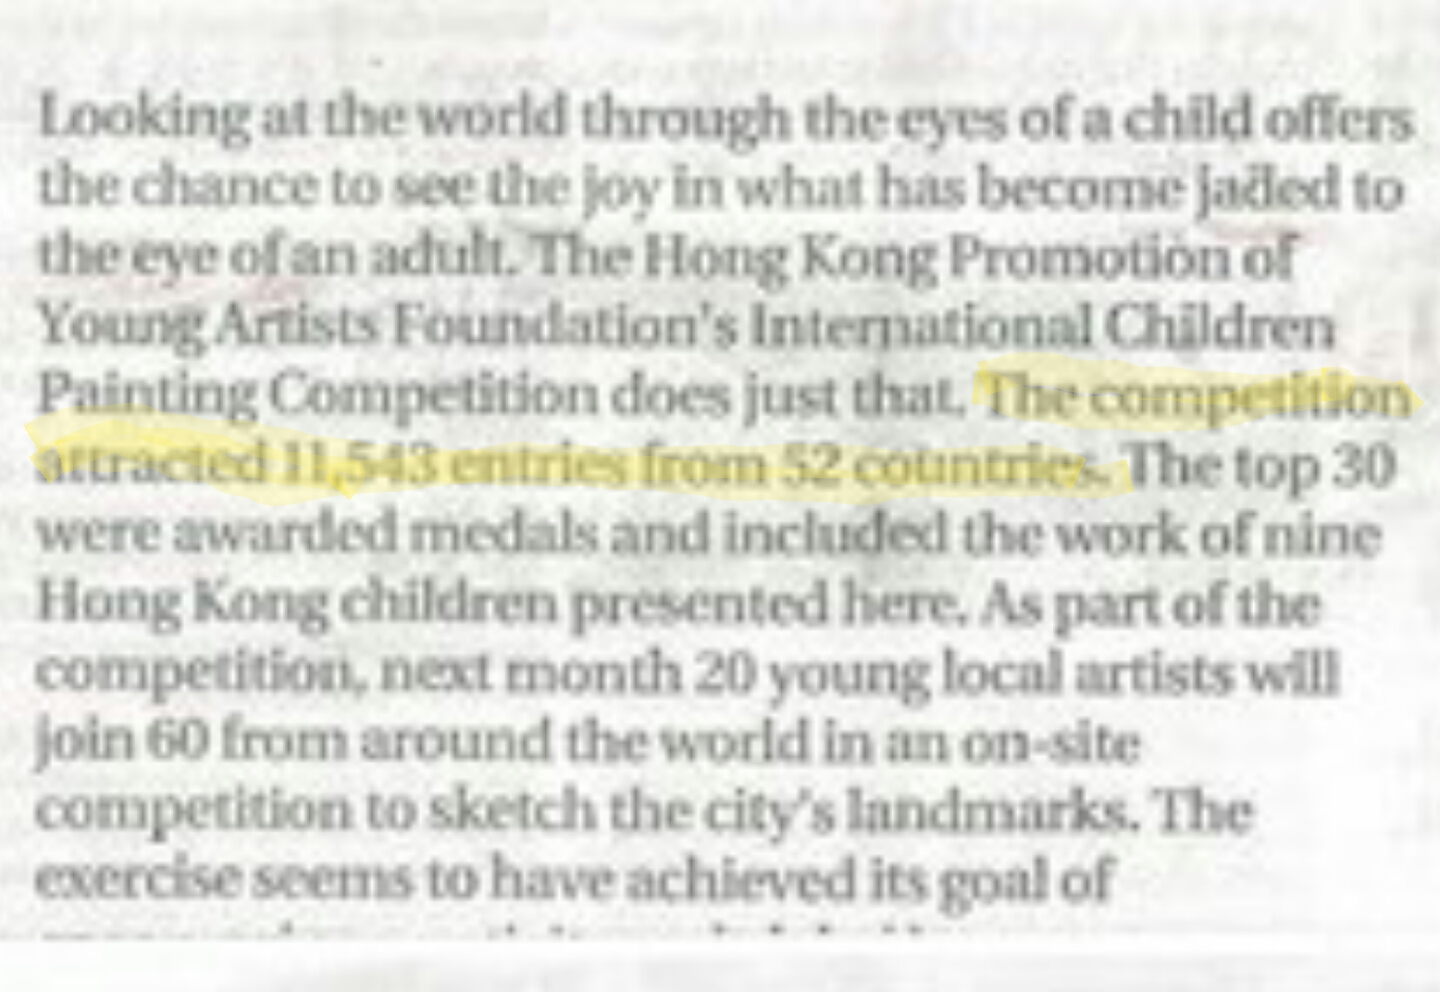 Looking at the world through the eyes of a child offers
the chance to see the joy in what has become jaded to
the eye of an adult. The Hong Kong Promotion of
Young Artists Foundation's International Children
Painting Competition does just that. The competition
attracted 11,543 entries from 52 countries. The top 30
were awarded medals and included the work of nine
Hong Kong children presented here. As part of the
competition, next month 20 young local artists will
join 60 from around the world in an on-site
competition to sketch the city's landmarks. The
exercise seems to have achieved its goal of